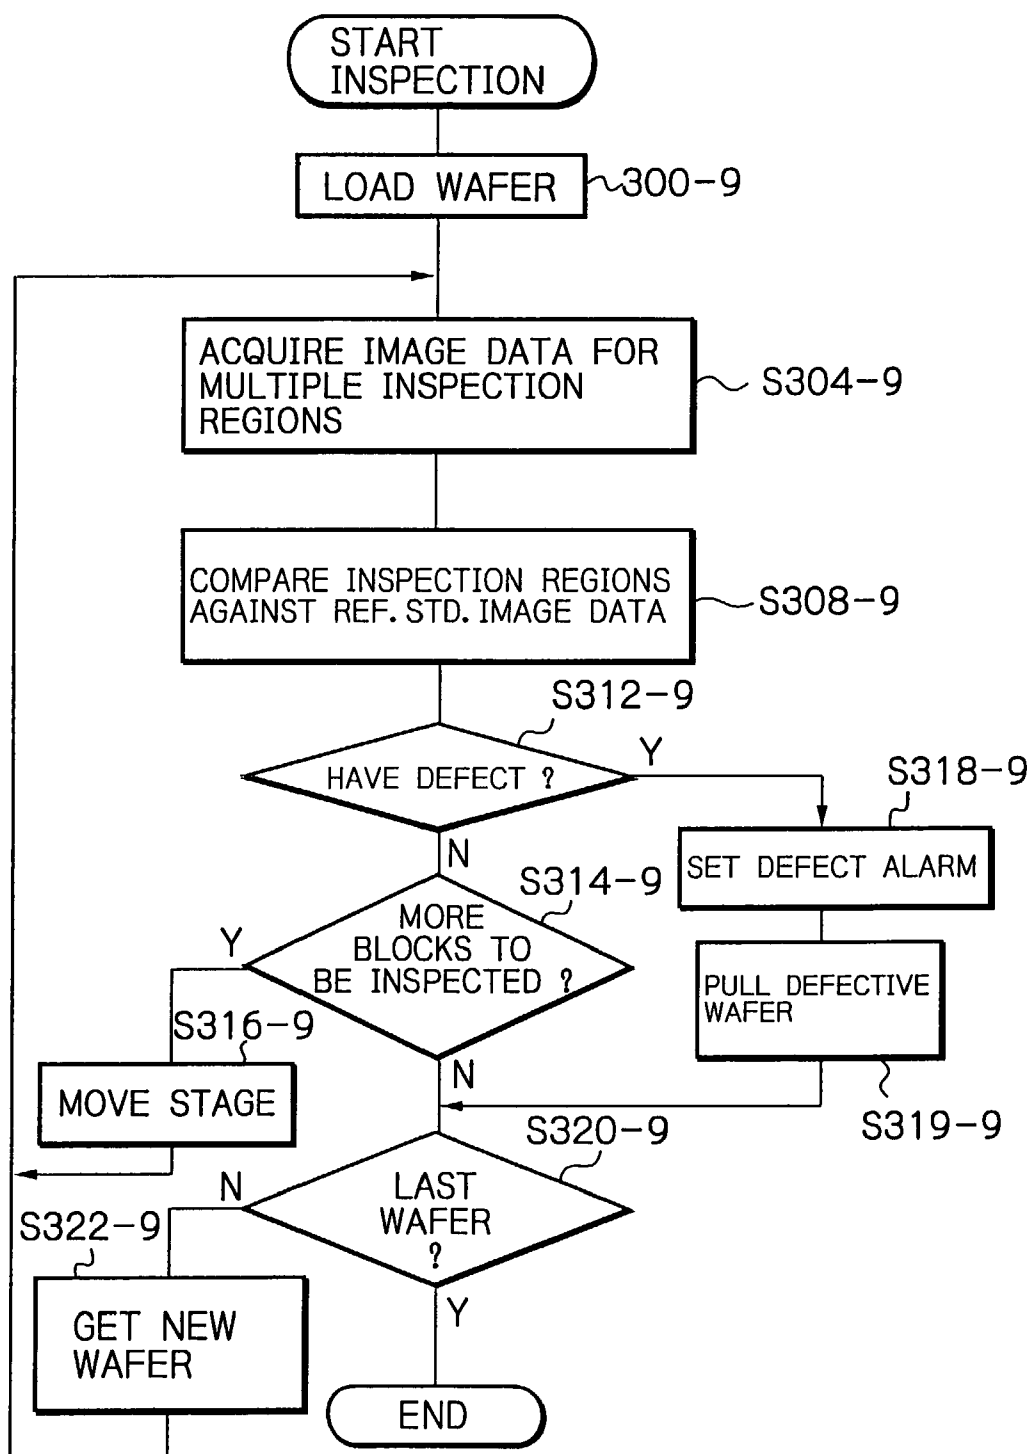 START
INSPECTION
LOAD WAFER
300-9
ACQUIRE IMAGE DATA FOR
MULTIPLE INSPECTION
REGIONS
S304-9
COMPARE INSPECTION REGIONS
AGAINST REF. STD. IMAGE DATA
S308-9
S312-9
HAVE DEFECT ?
Y
N
S318-9
SET DEFECT ALARM
S314-9
MORE
BLOCKS TO
BE INSPECTED ?
Y
N
PULL DEFECTIVE
WAFER
S319-9
S316-9
MOVE STAGE
S320-9
LAST
WAFER
?
N
Y
S322-9
GET NEW
WAFER
END